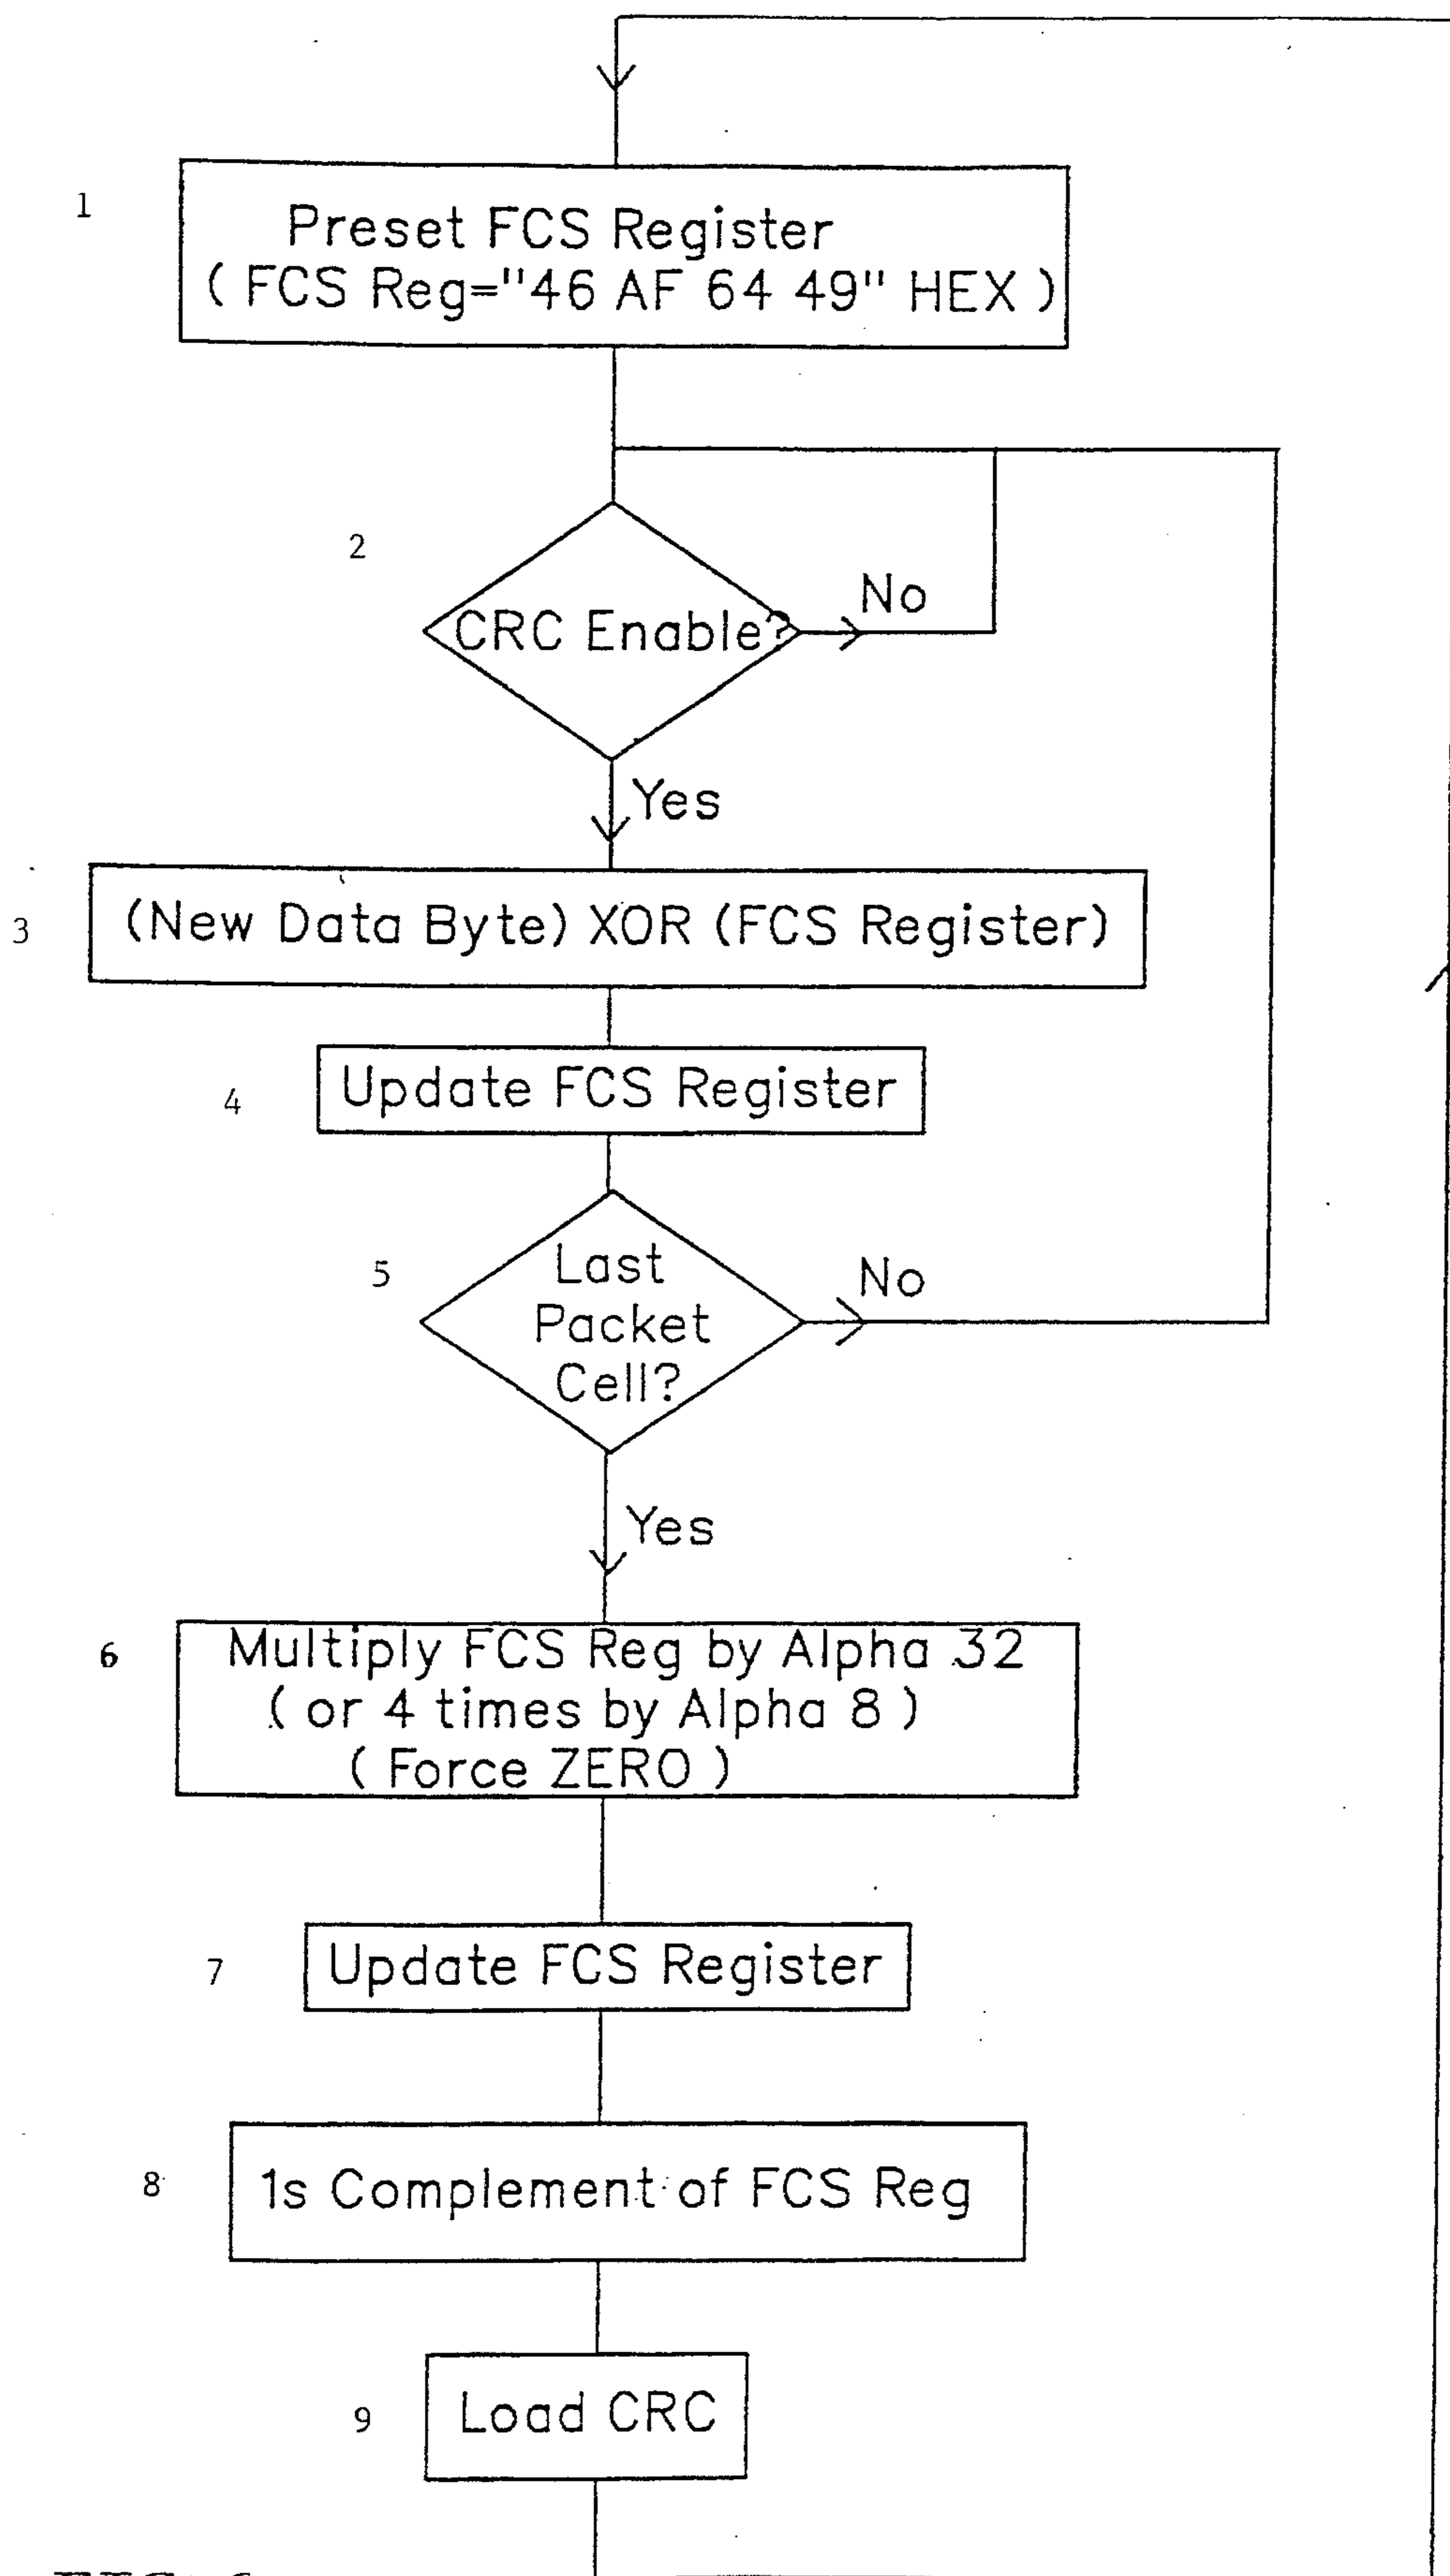 1
Preset FCS Register
( FCS Reg="46 AF 64 49" HEX )
2
CRC Enable?
No
Yes
3
(New Data Byte) XOR (FCS Register)
4
Update FCS Register
5
Last
Packet
Cell?
No
Yes
6
Multiply FCS Reg by Alpha 32
( or 4 times by Alpha 8 )
( Force ZERO )
7
Update FCS Register
8
1s Complement of FCS Reg
9
Load CRC